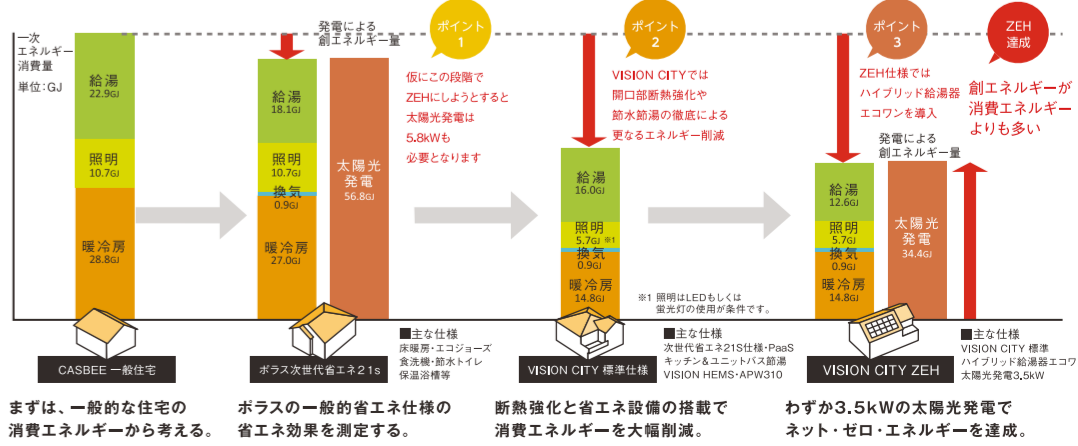 一次
エネルギー
消費量
単位:GJ
給湯
22.9GJ
照明
10.7GJ
暖冷房
28.8GJ
CASBEE 一般住宅
まずは、一般的な住宅の
消費エネルギーから考える。
発電による
創エネルギー量
給湯
18.1GJ
照明
10.7GJ
換気
0.9GJ
暖冷房
27.0GJ
太陽光
発電
56.8GJ
ポラス次世代省エネ21s
■主な仕様
床暖房・エコジョーズ
食洗機・節水トイレ
保温浴槽等
ポラスの一般的省エネ仕様の
省エネ効果を測定する。
ポイント
1
仮にこの段階で
ZEHにしようとすると
太陽光発電は
5.8kWも
必要となります
ポイント
2
VISION CITYでは
開口部断熱強化や
節水節湯の徹底による
更なるエネルギー削減
給湯
16.0GJ
照明
5.7GJ ※1
換気
0.9GJ
暖冷房
14.8GJ
※1 照明はLEDもしくは
蛍光灯の使用が条件です。
VISION CITY 標準仕様
■主な仕様
次世代省エネ21S仕様・PaaS
キッチン&ユニットバス節湯
VISION HEMS・APW310
断熱強化と省エネ設備の搭載で
消費エネルギーを大幅削減。
ポイント
3
ZEH仕様では
ハイブリッド給湯器
エコワンを導入
発電による
創エネルギー量
給湯
12.6GJ
照明
5.7GJ
換気
0.9GJ
暖冷房
14.8GJ
太陽光
発電
34.4GJ
ZEH
達成
創エネルギーが
消費エネルギー
よりも多い
VISION CITY ZEH
■主な仕様
VISION CITY 標準
ハイブリッド給湯器エコワ
太陽光発電3.5kW
わずか3.5kWの太陽光発電で
ネット・ゼロ・エネルギーを達成。